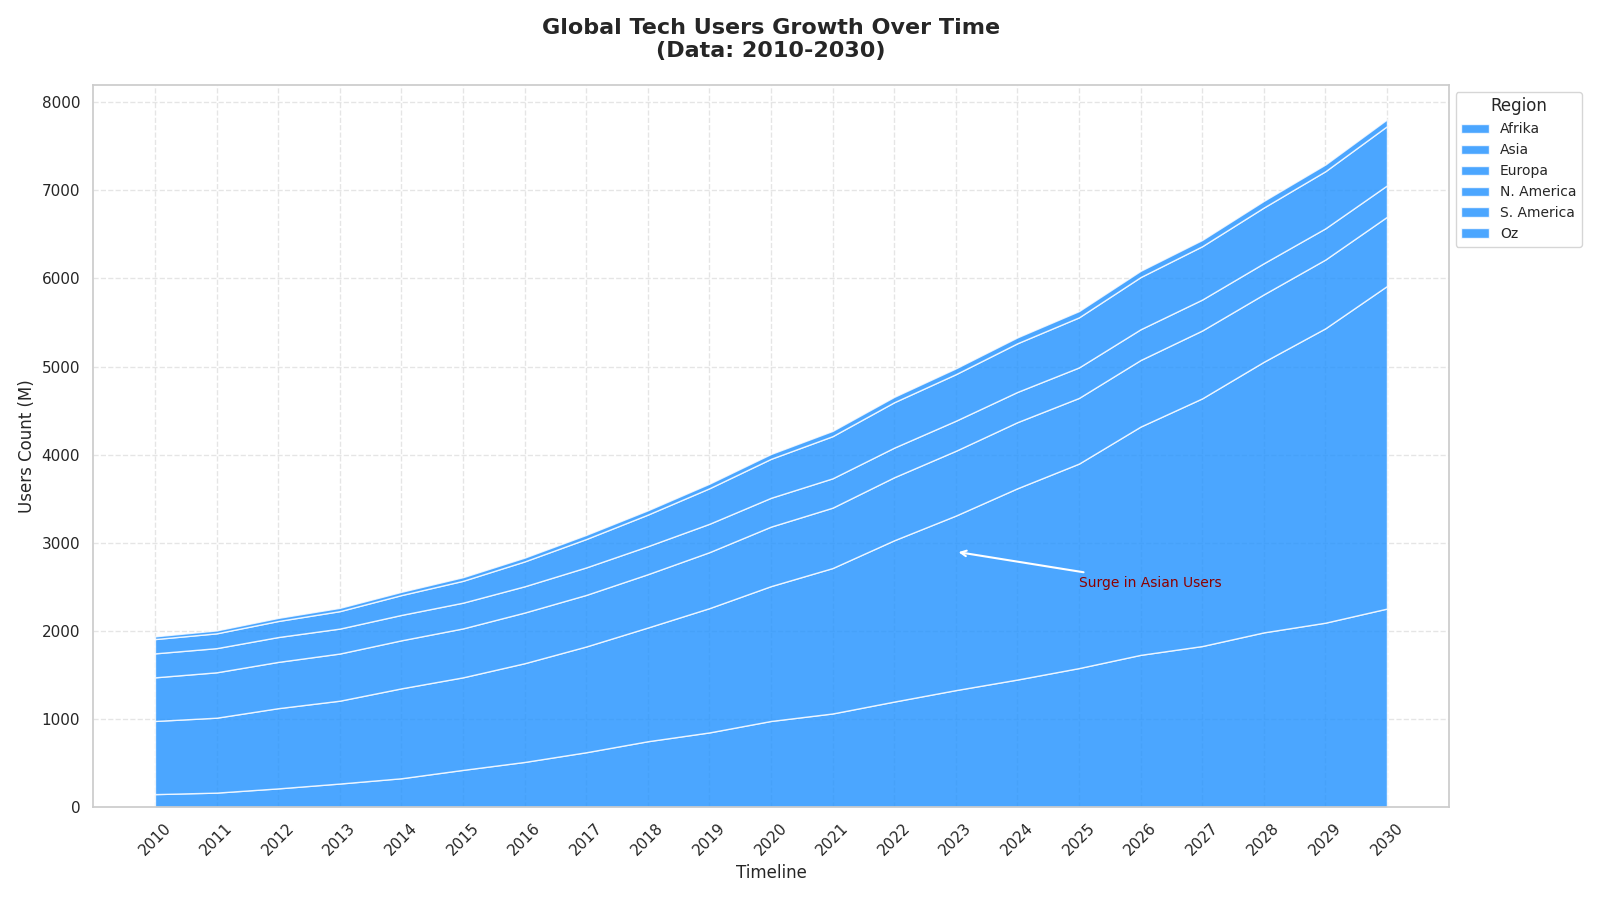 Global Tech Users Growth Over Time
(Data: 2010-2030)
Users Count (M)
8000
7000
6000
5000
4000
3000
2000
1000
0
Region
Afrika
Asia
Europa
N. America
S. America
Oz
Surge in Asian Users
2010
2011
2012
2013
2014
2015
2016
2017
2018
2019
2020
2021
2022
2023
2024
2025
2026
2027
2028
2029
2030
Timeline